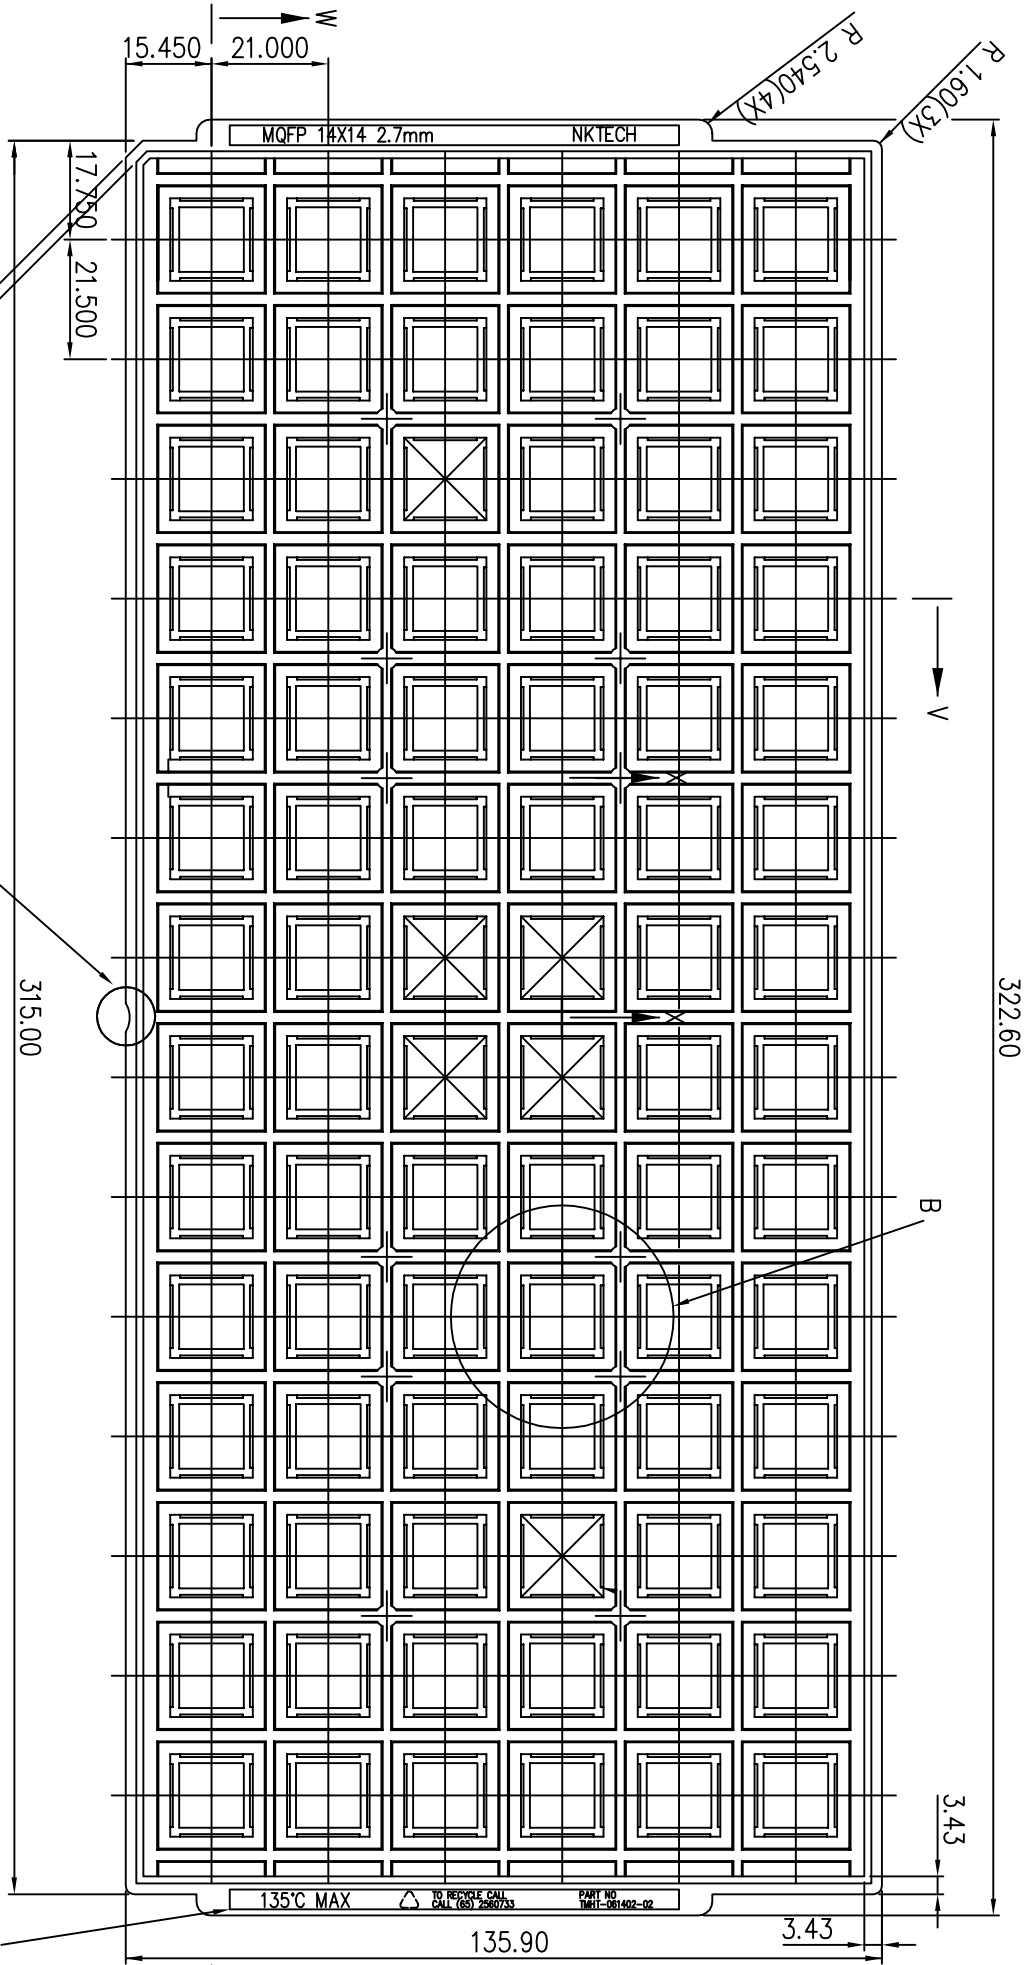 W
15.450
21.000
R 2.540(4X)
R 1.60(3X)
MQFP 14X14 2.7mm
NKTECH
17.750
21.500
V
X
X
315.00
322.60
B
3.43
3.43
135°C MAX
TO RECYCLE CALL
CALL (65) 2560733
PART NO
TMHT-061402-02
135.90